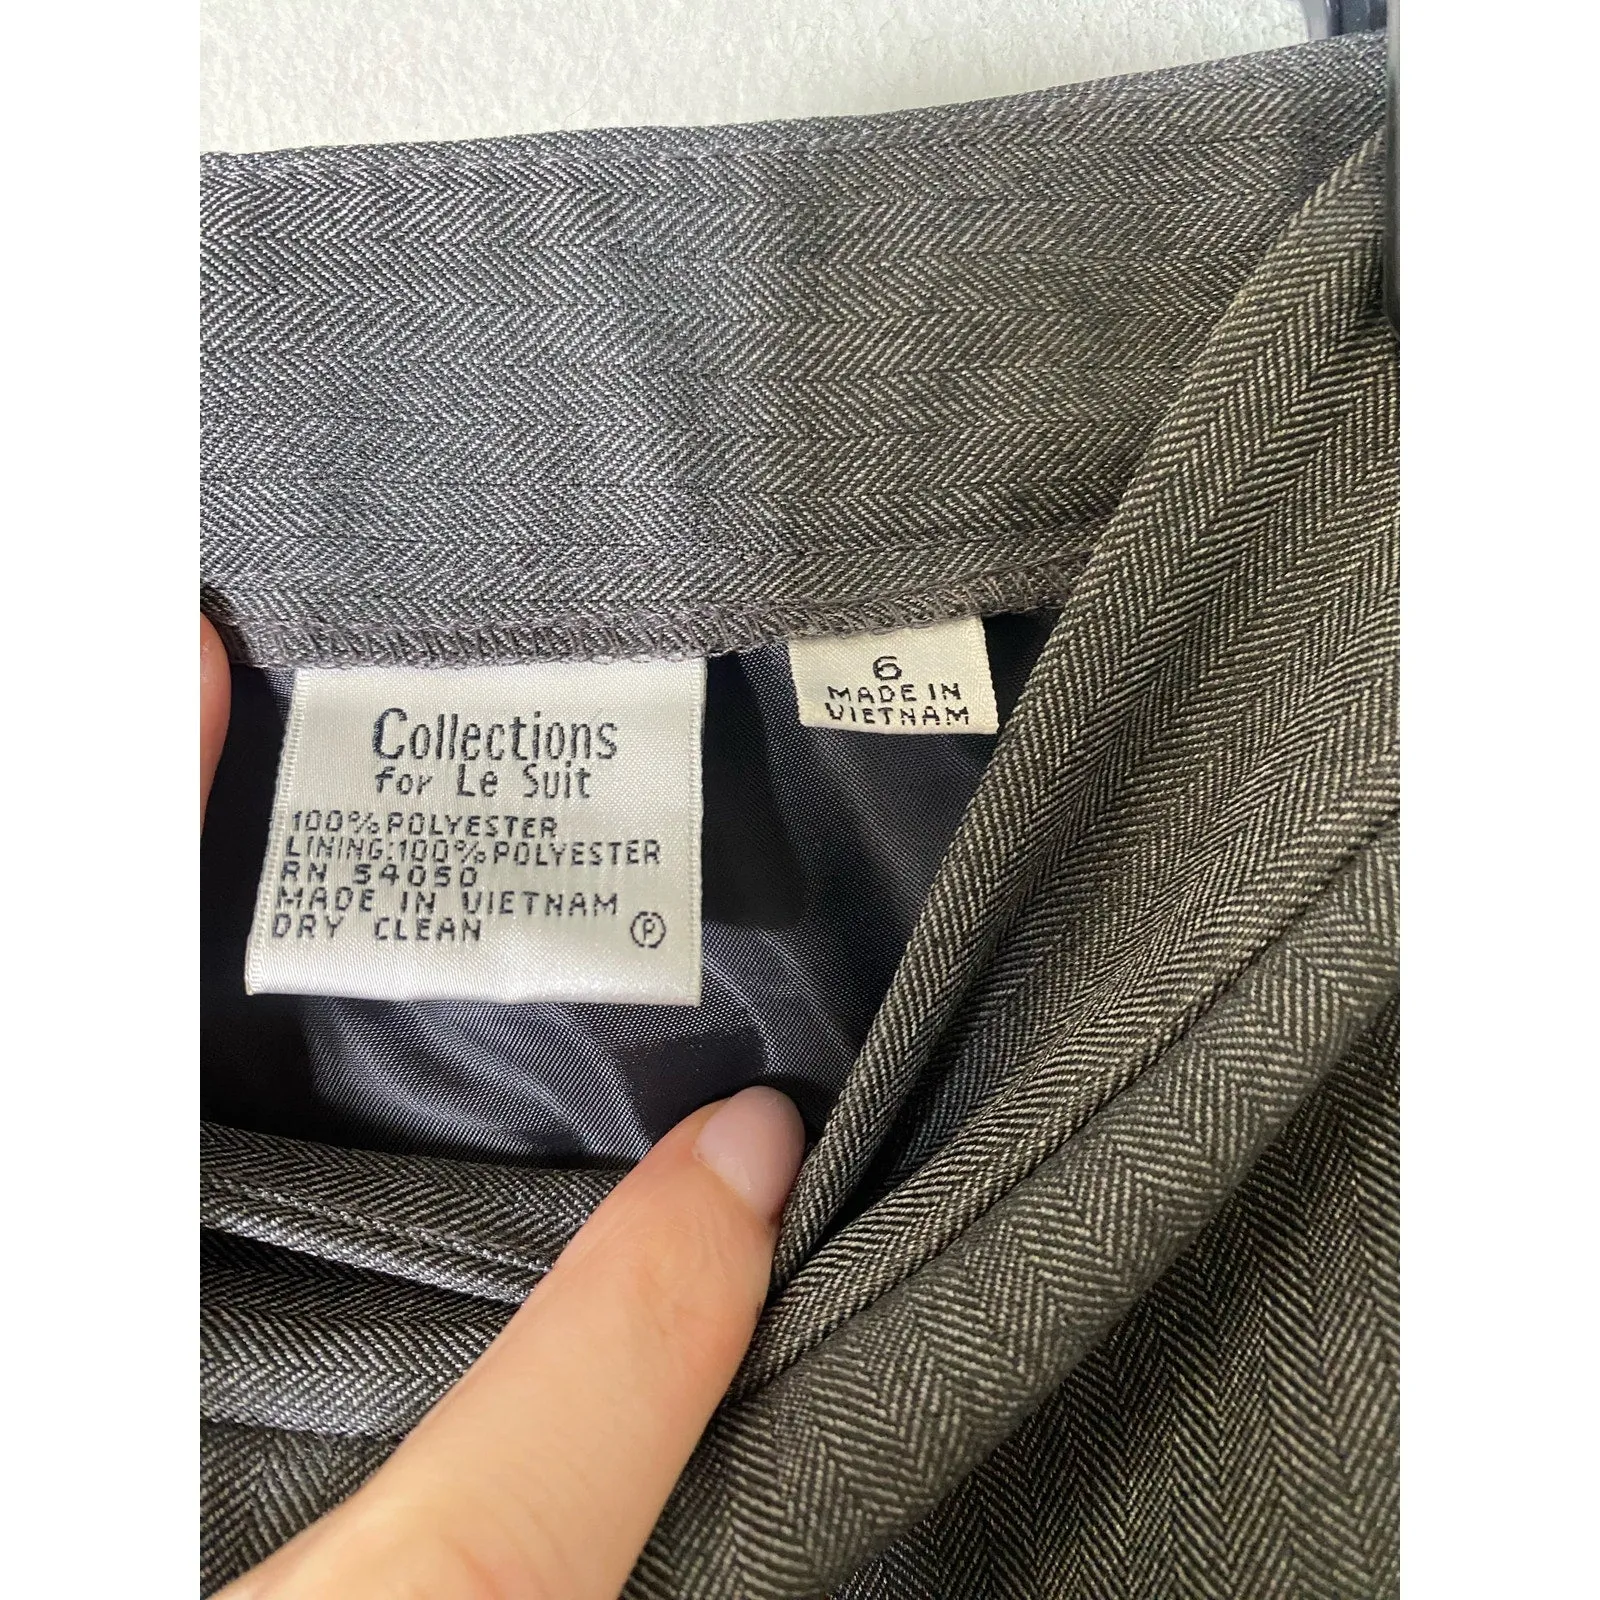 Collections
for Le Suit
100% POLYESTER
LINING:100% POLYESTER
RN 54050
MADE IN VIETNAM
DRY CLEAN
P
6
MADE IN
VIETNAM